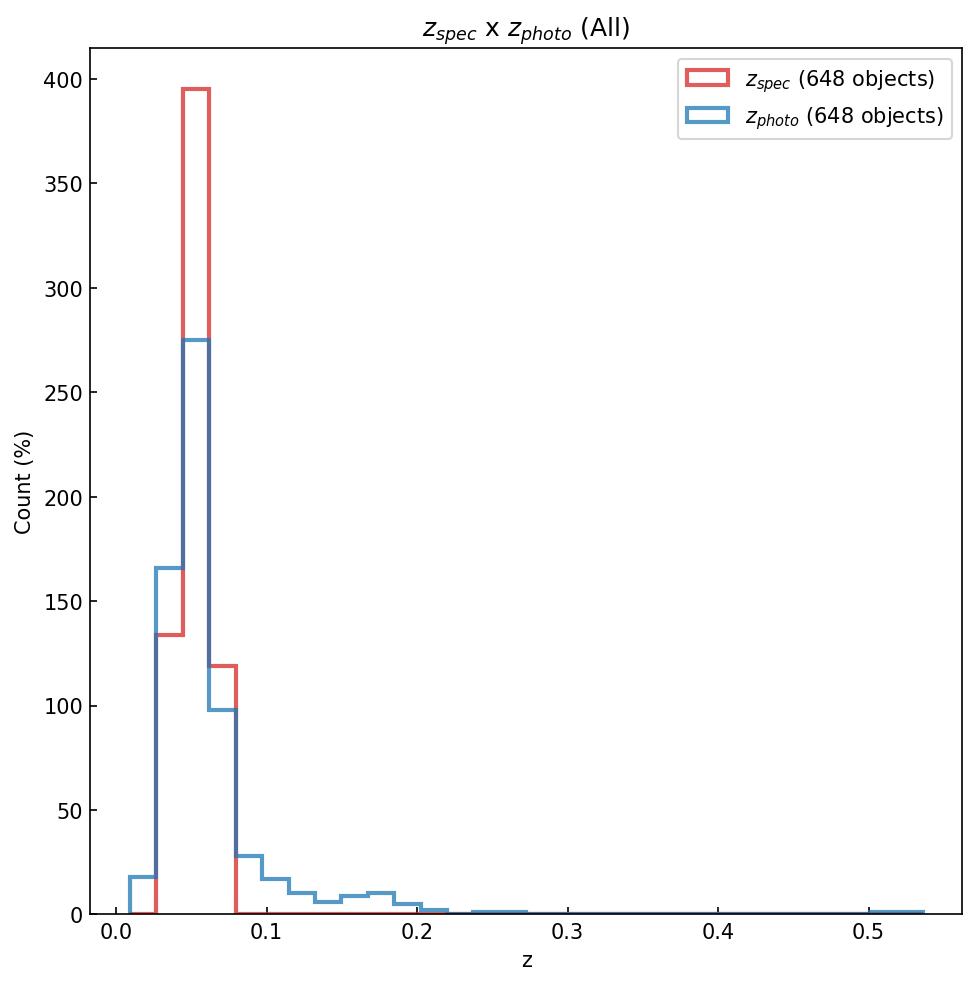 z_spec x z_photo (All)
z_spec (648 objects)
z_photo (648 objects)
Count (%)
400
350
300
250
200
150
100
50
0
0.0 0.1 0.2 0.3 0.4 0.5
z